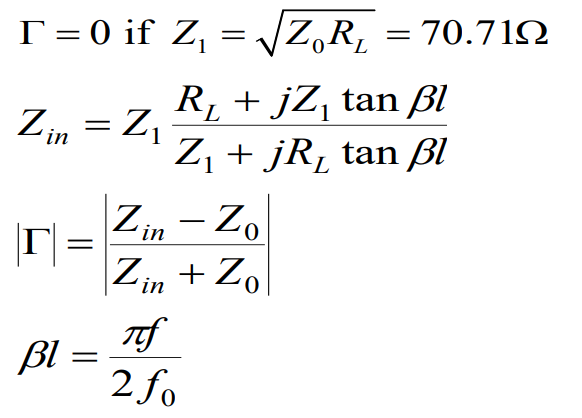 Γ = 0 if Z₁ = √(Z₀R_L) = 70.71Ω
Z_in = Z₁ (R_L + jZ₁ tan βl) / (Z₁ + jR_L tan βl)
|Γ| = |(Z_in − Z₀) / (Z_in + Z₀)|
βl = πf / 2f₀